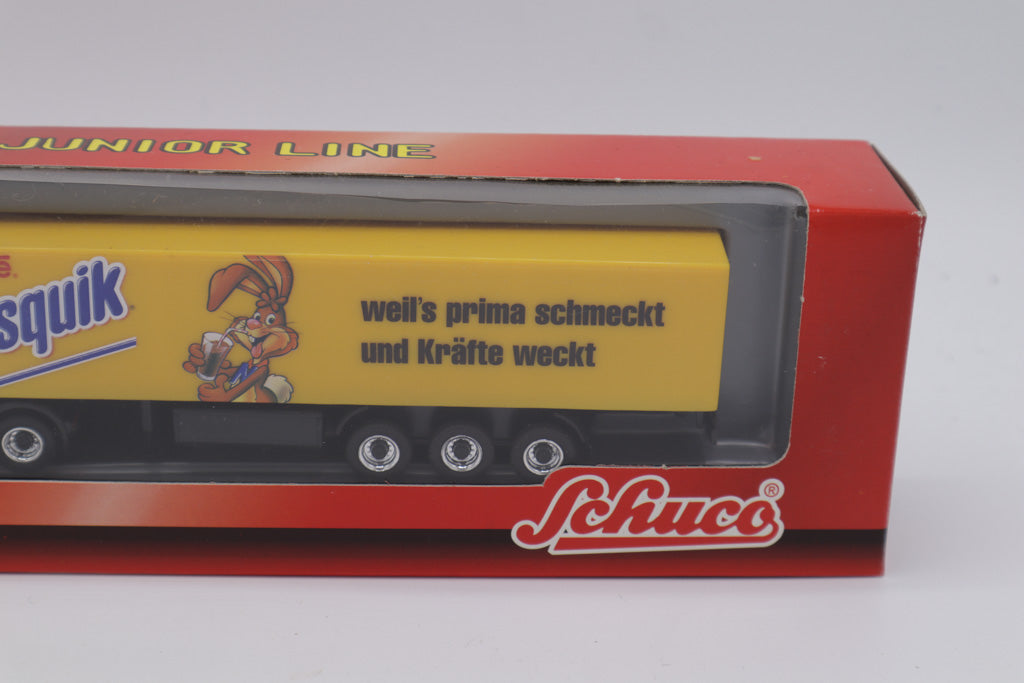 JUNIOR LINE
é®
squik
weil's prima schmeckt
und Kräfte weckt
Schuco®